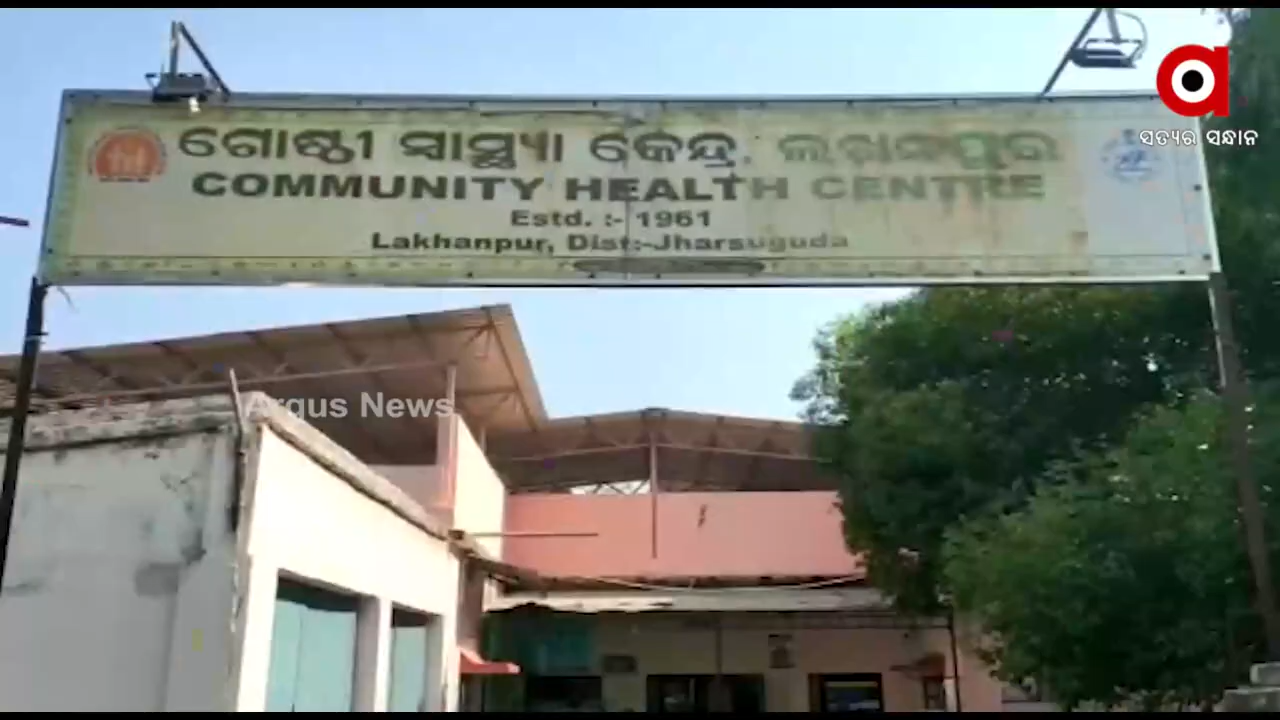 ଗୋଷ୍ଠୀ ସ୍ୱାସ୍ଥ୍ୟା କେନ୍ଦ୍ର, ଲଖନପୁର
COMMUNITY HEALTH CENTRE
Estd. :- 1961
Lakhanpur, Dist:-Jharsuguda
a
ସତ୍ୟର ସନ୍ଧାନ
Argus News